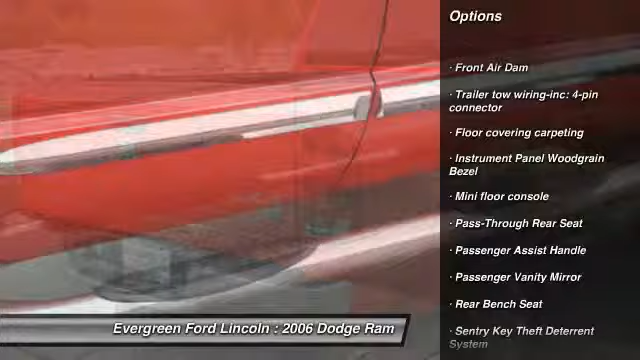 Options
· Front Air Dam
· Trailer tow wiring-inc: 4-pin
connector
· Floor covering carpeting
· Instrument Panel Woodgrain
Bezel
· Mini floor console
· Pass-Through Rear Seat
· Passenger Assist Handle
· Passenger Vanity Mirror
· Rear Bench Seat
· Sentry Key Theft Deterrent
System
Evergreen Ford Lincoln : 2006 Dodge Ram